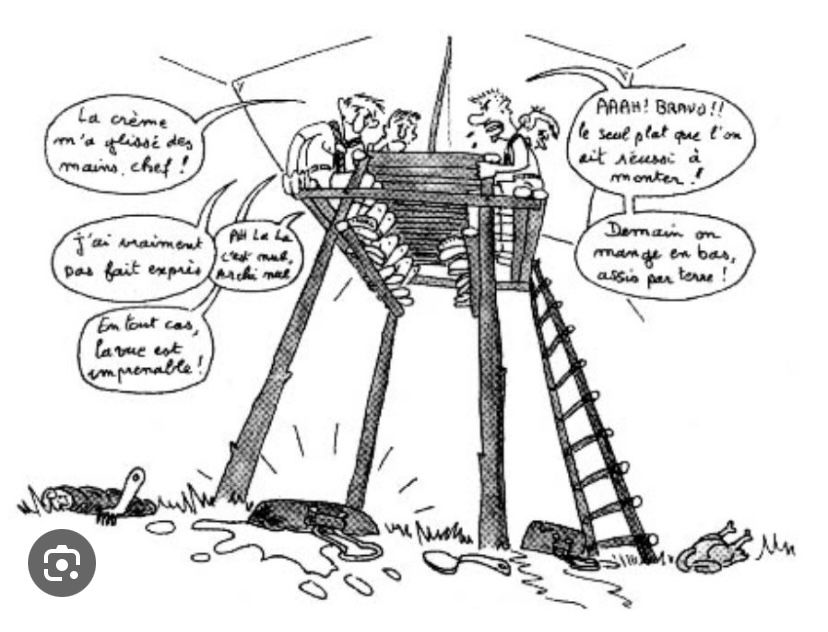 La crème
m'a glissé des
mains, chef !
AAAH! BRAVO!!
le seul plat que l'on
ait réussi à
monter !
j'ai vraiment
pas fait exprès
AH La La
c'est nul,
Archi nul
Demain on
mange en bas,
assis par terre !
En tout cas,
la vue est
imprenable !